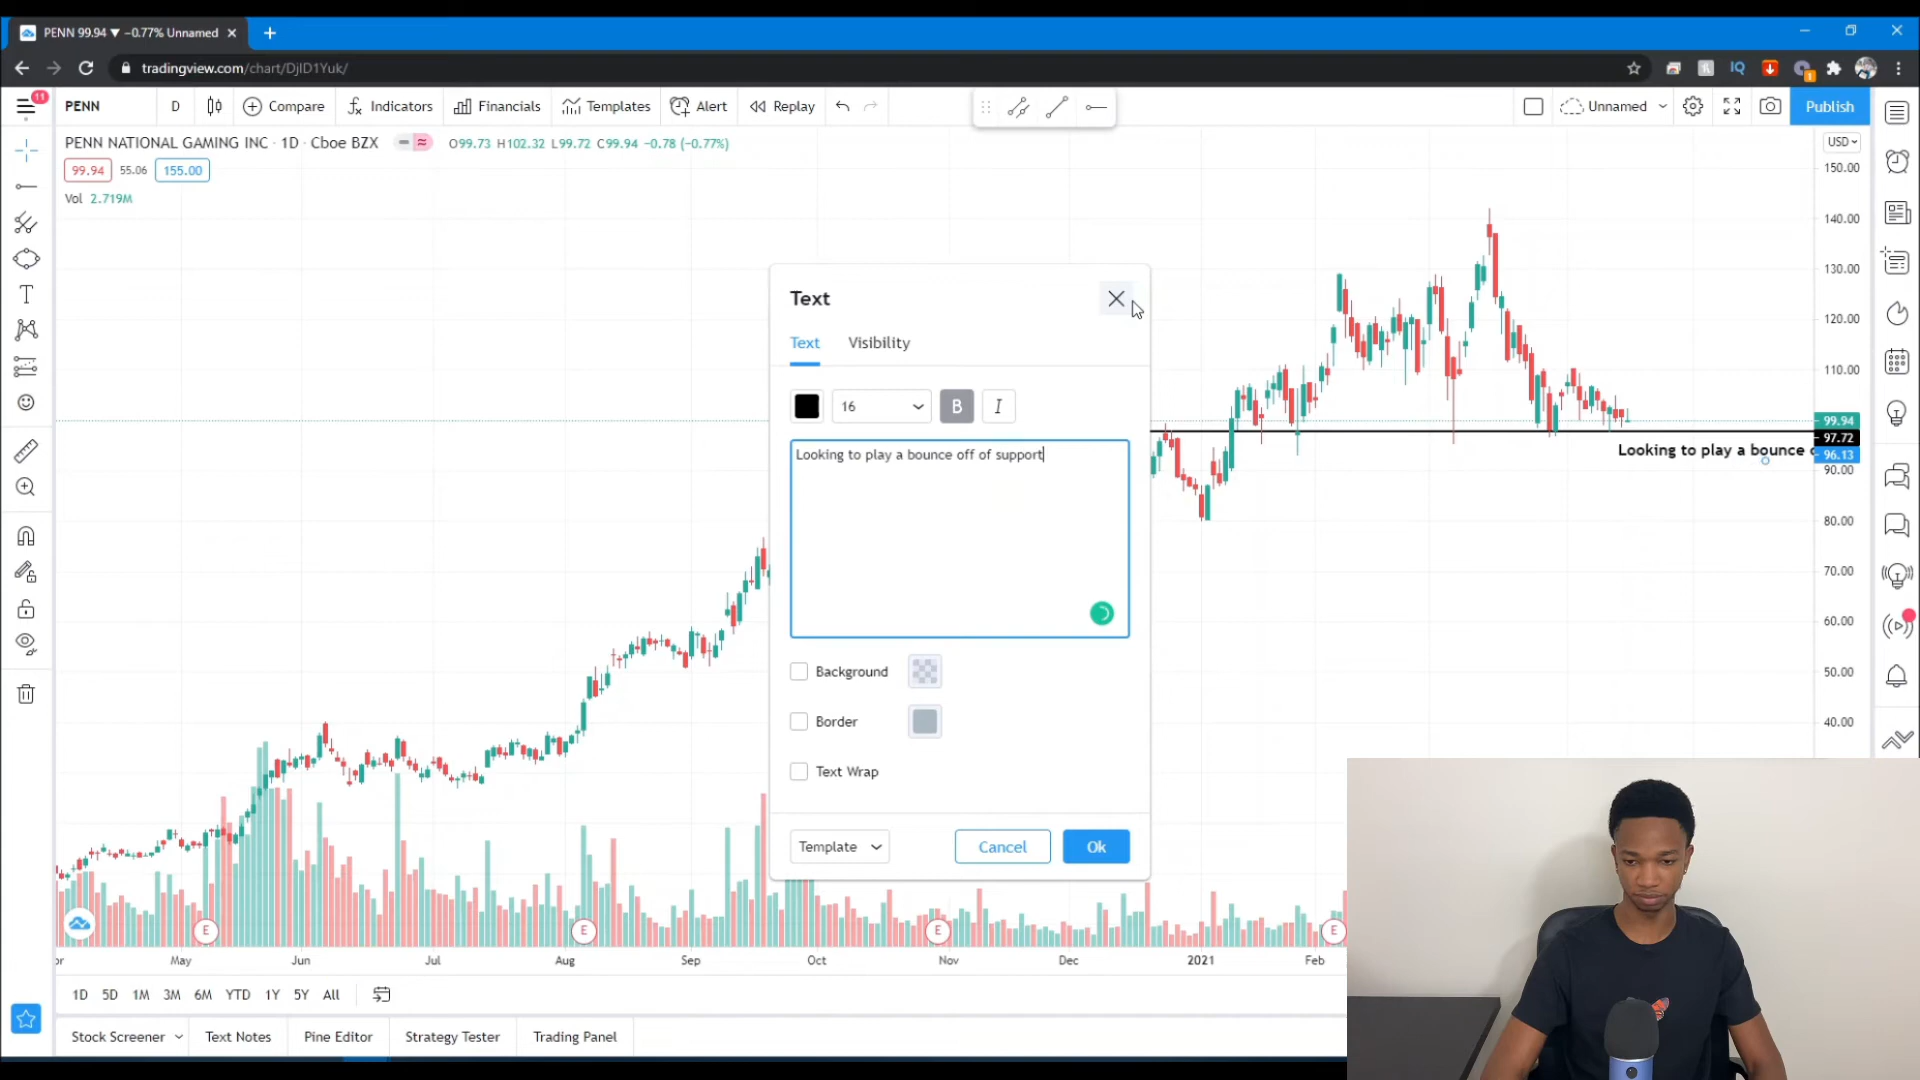 PENN 99.94 ▼ −0.77% Unnamed
tradingview.com/chart/DjlD1Yuk/
11
PENN D Compare Indicators Financials Templates Alert Replay Unnamed Publish
PENN NATIONAL GAMING INC · 1D · Cboe BZX O99.73 H102.32 L99.72 C99.94 −0.78 (−0.77%)
USD
99.94 55.06 155.00
Vol 2.719M
150.00
140.00
130.00
120.00
110.00
99.94
97.72
96.13
90.00
80.00
70.00
60.00
50.00
40.00
Looking to play a bounce
Text
Text Visibility
16 B I
Looking to play a bounce off of support
Background
Border
Text Wrap
Template Cancel Ok
E E E E
May Jun Jul Aug Sep Oct Nov Dec 2021 Feb
1D 5D 1M 3M 6M YTD 1Y 5Y All
Stock Screener Text Notes Pine Editor Strategy Tester Trading Panel